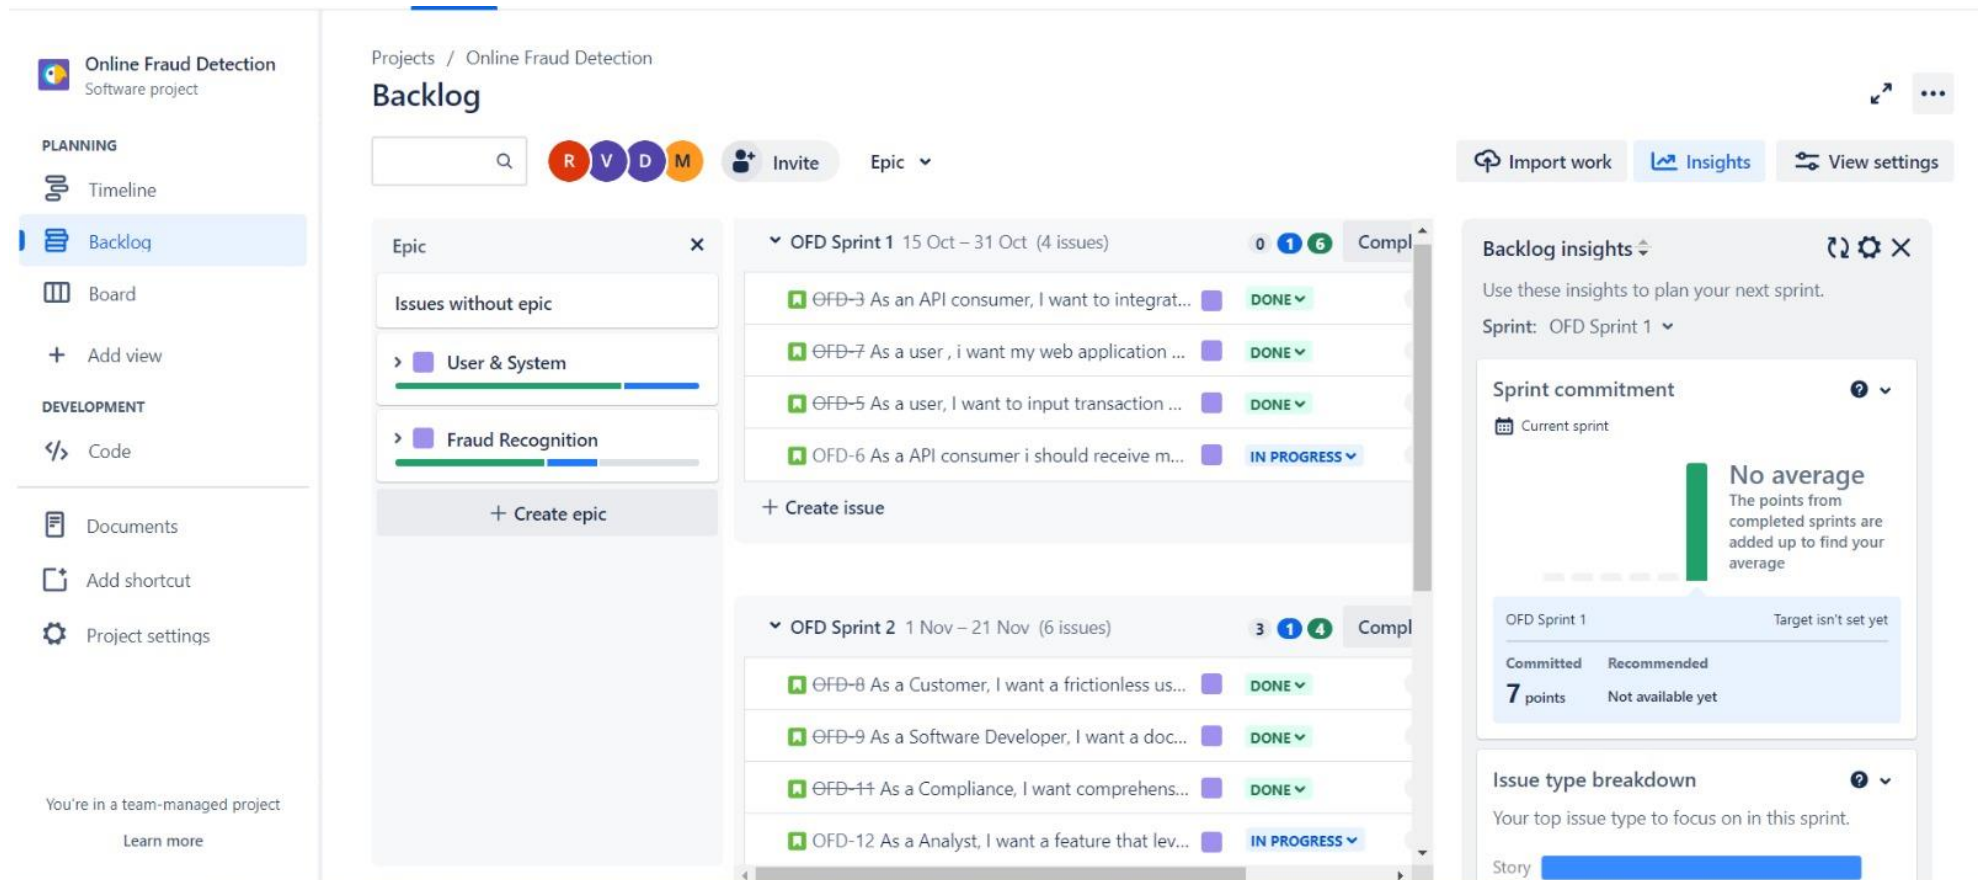 Online Fraud Detection
Software project
PLANNING
Timeline
Backlog
Board
Add view
DEVELOPMENT
Code
Documents
Add shortcut
Project settings
You're in a team-managed project
Learn more
Projects / Online Fraud Detection
Backlog
R V D M Invite Epic
Import work Insights View settings
Epic
Issues without epic
User & System
Fraud Recognition
+ Create epic
OFD Sprint 1 15 Oct – 31 Oct (4 issues) 0 1 6 Compl
OFD-3 As an API consumer, I want to integrat... DONE
OFD-7 As a user , i want my web application ... DONE
OFD-5 As a user, I want to input transaction ... DONE
OFD-6 As a API consumer i should receive m... IN PROGRESS
+ Create issue
OFD Sprint 2 1 Nov – 21 Nov (6 issues) 3 1 4 Compl
OFD-8 As a Customer, I want a frictionless us... DONE
OFD-9 As a Software Developer, I want a doc... DONE
OFD-11 As a Compliance, I want comprehens... DONE
OFD-12 As a Analyst, I want a feature that lev... IN PROGRESS
Backlog insights
Use these insights to plan your next sprint.
Sprint: OFD Sprint 1
Sprint commitment
Current sprint
No average
The points from
completed sprints are
added up to find your
average
OFD Sprint 1 Target isn't set yet
Committed Recommended
7 points Not available yet
Issue type breakdown
Your top issue type to focus on in this sprint.
Story